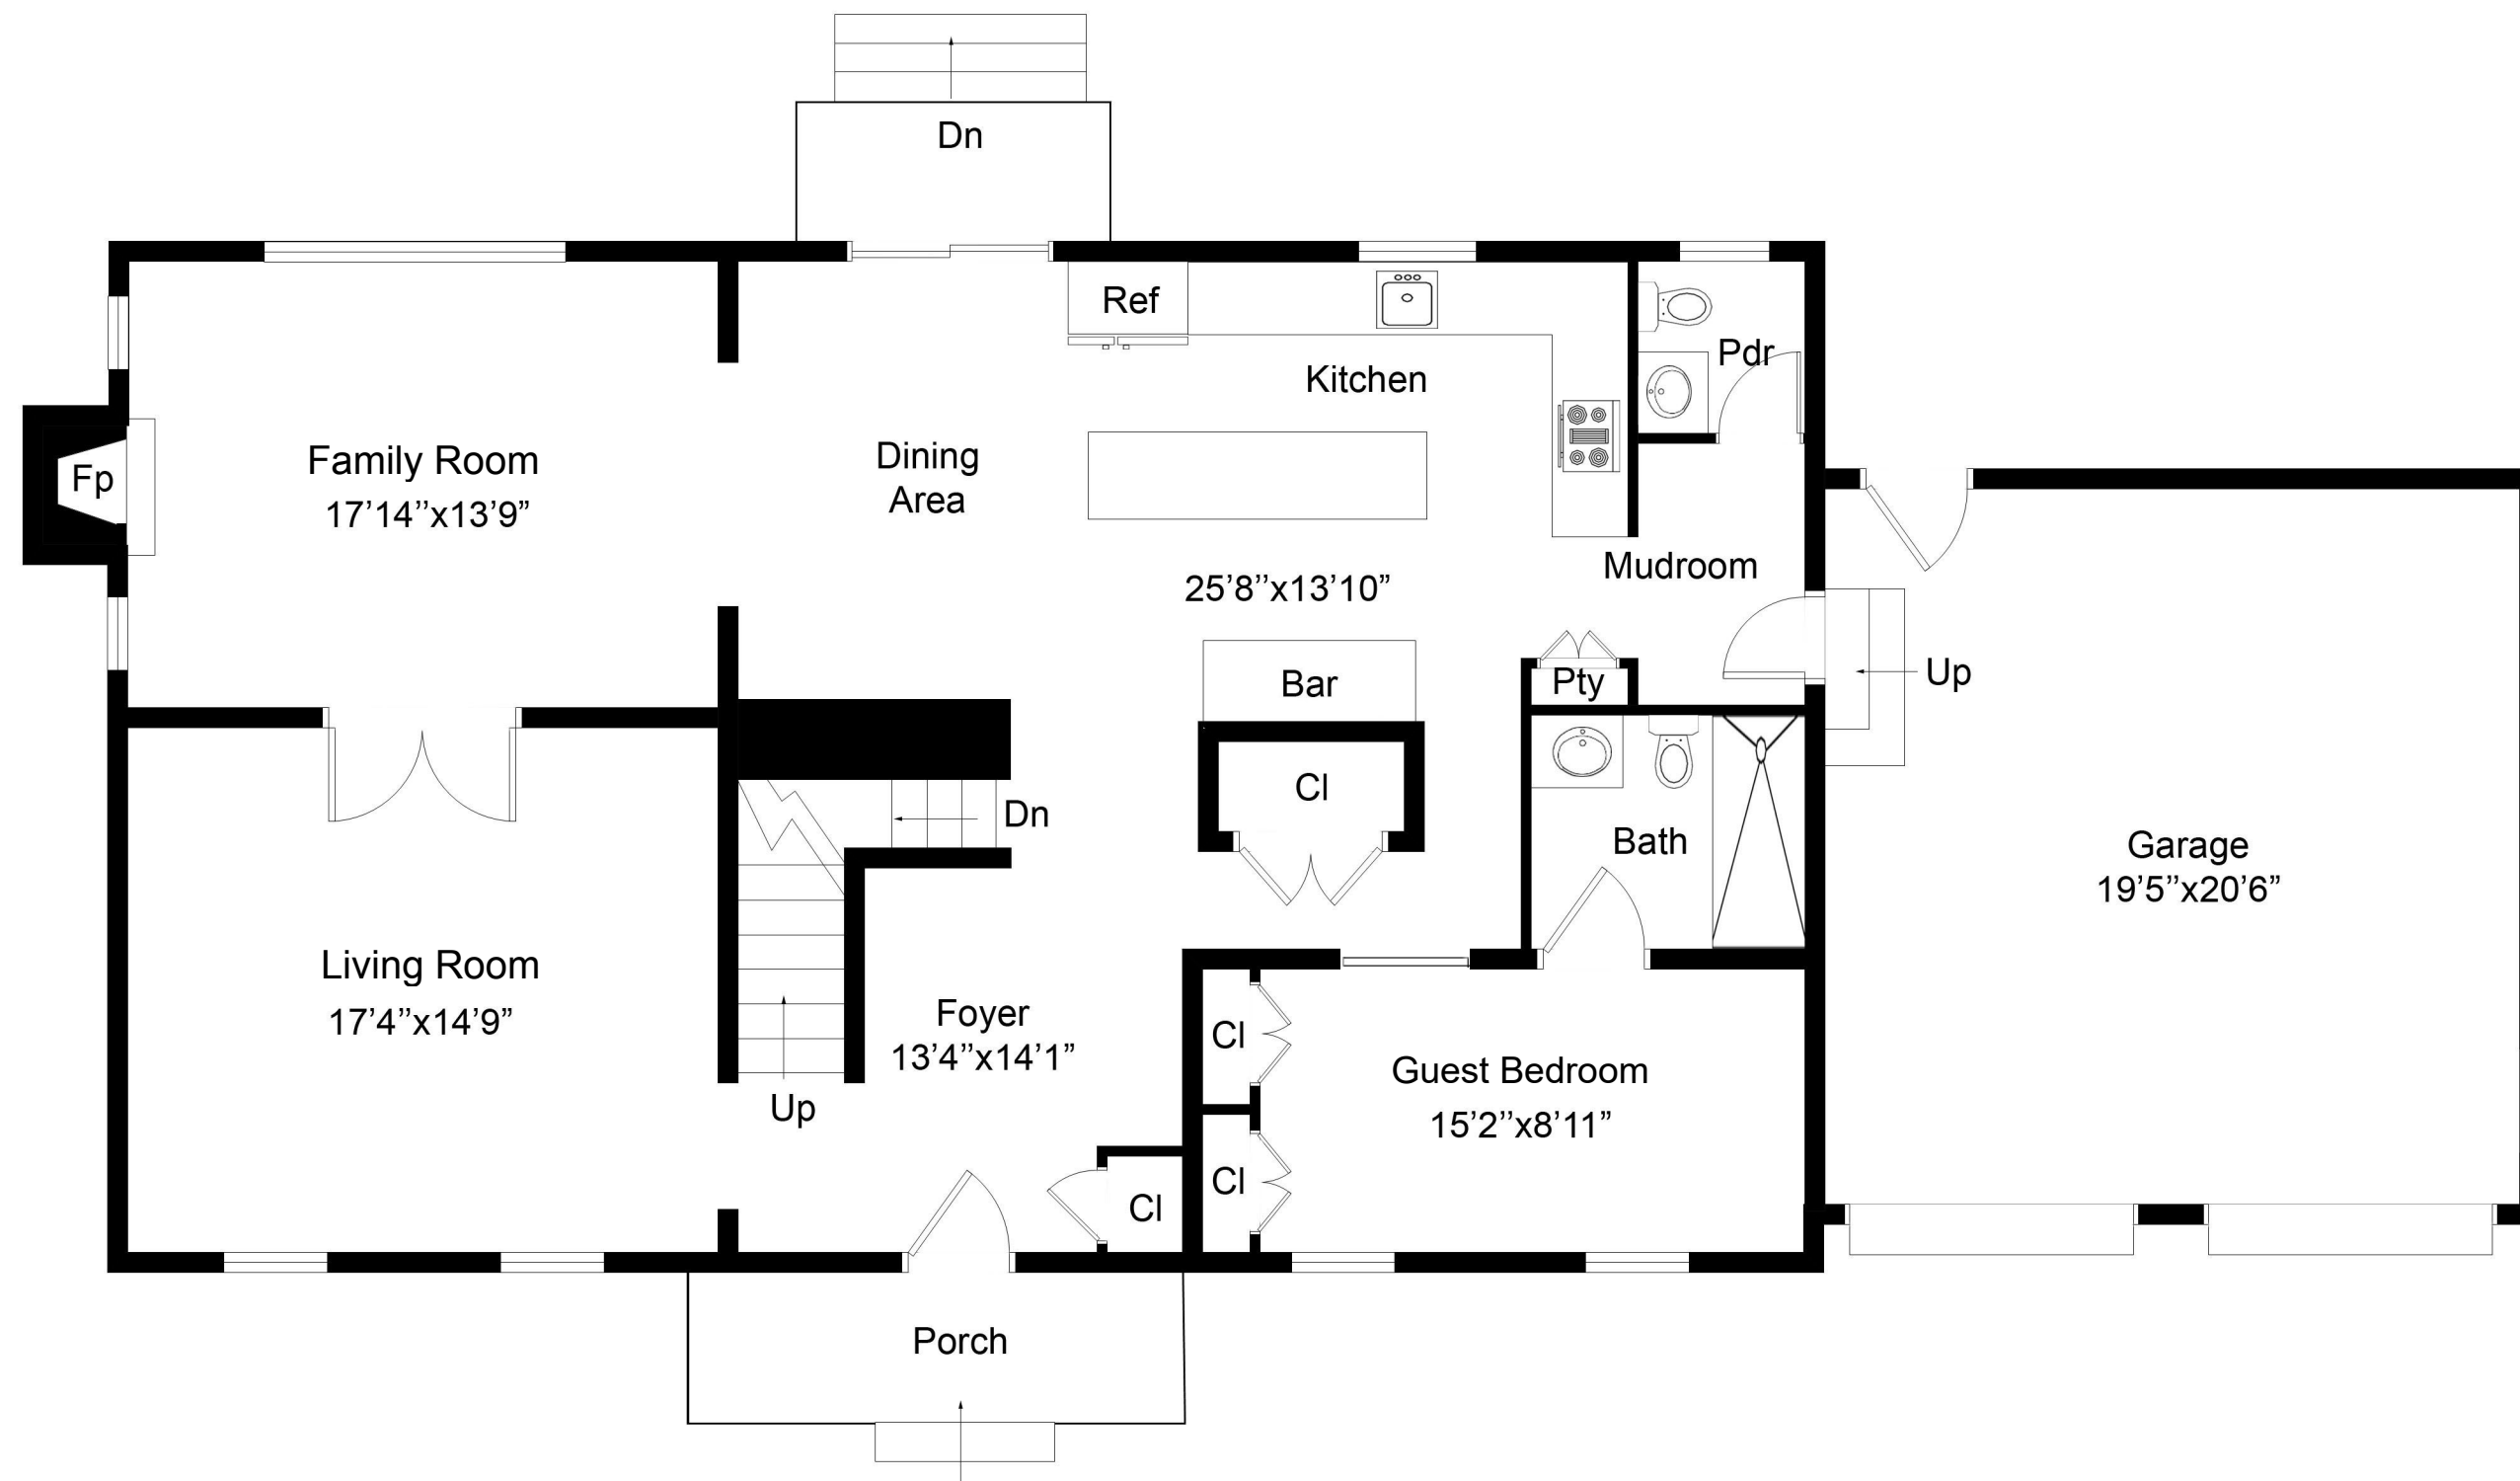 Dn
Ref
Pdr
Kitchen
Family Room
17’14’’x13’9”
Fp
Dining
Area
Mudroom
25’8’’x13’10”
Bar
Pty
Up
Cl
Dn
Bath
Garage
19’5’’x20’6”
Living Room
17’4’’x14’9”
Foyer
13’4’’x14’1”
Cl
Guest Bedroom
15’2’’x8’11”
Up
Cl
Cl
Porch